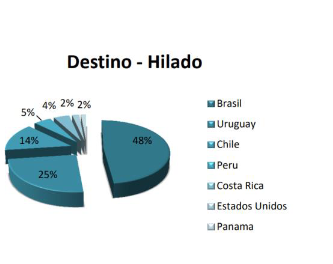 Destino - Hilado
5% 4% 2% 2%
14%
48%
25%
Brasil
Uruguay
Chile
Peru
Costa Rica
Estados Unidos
Panama